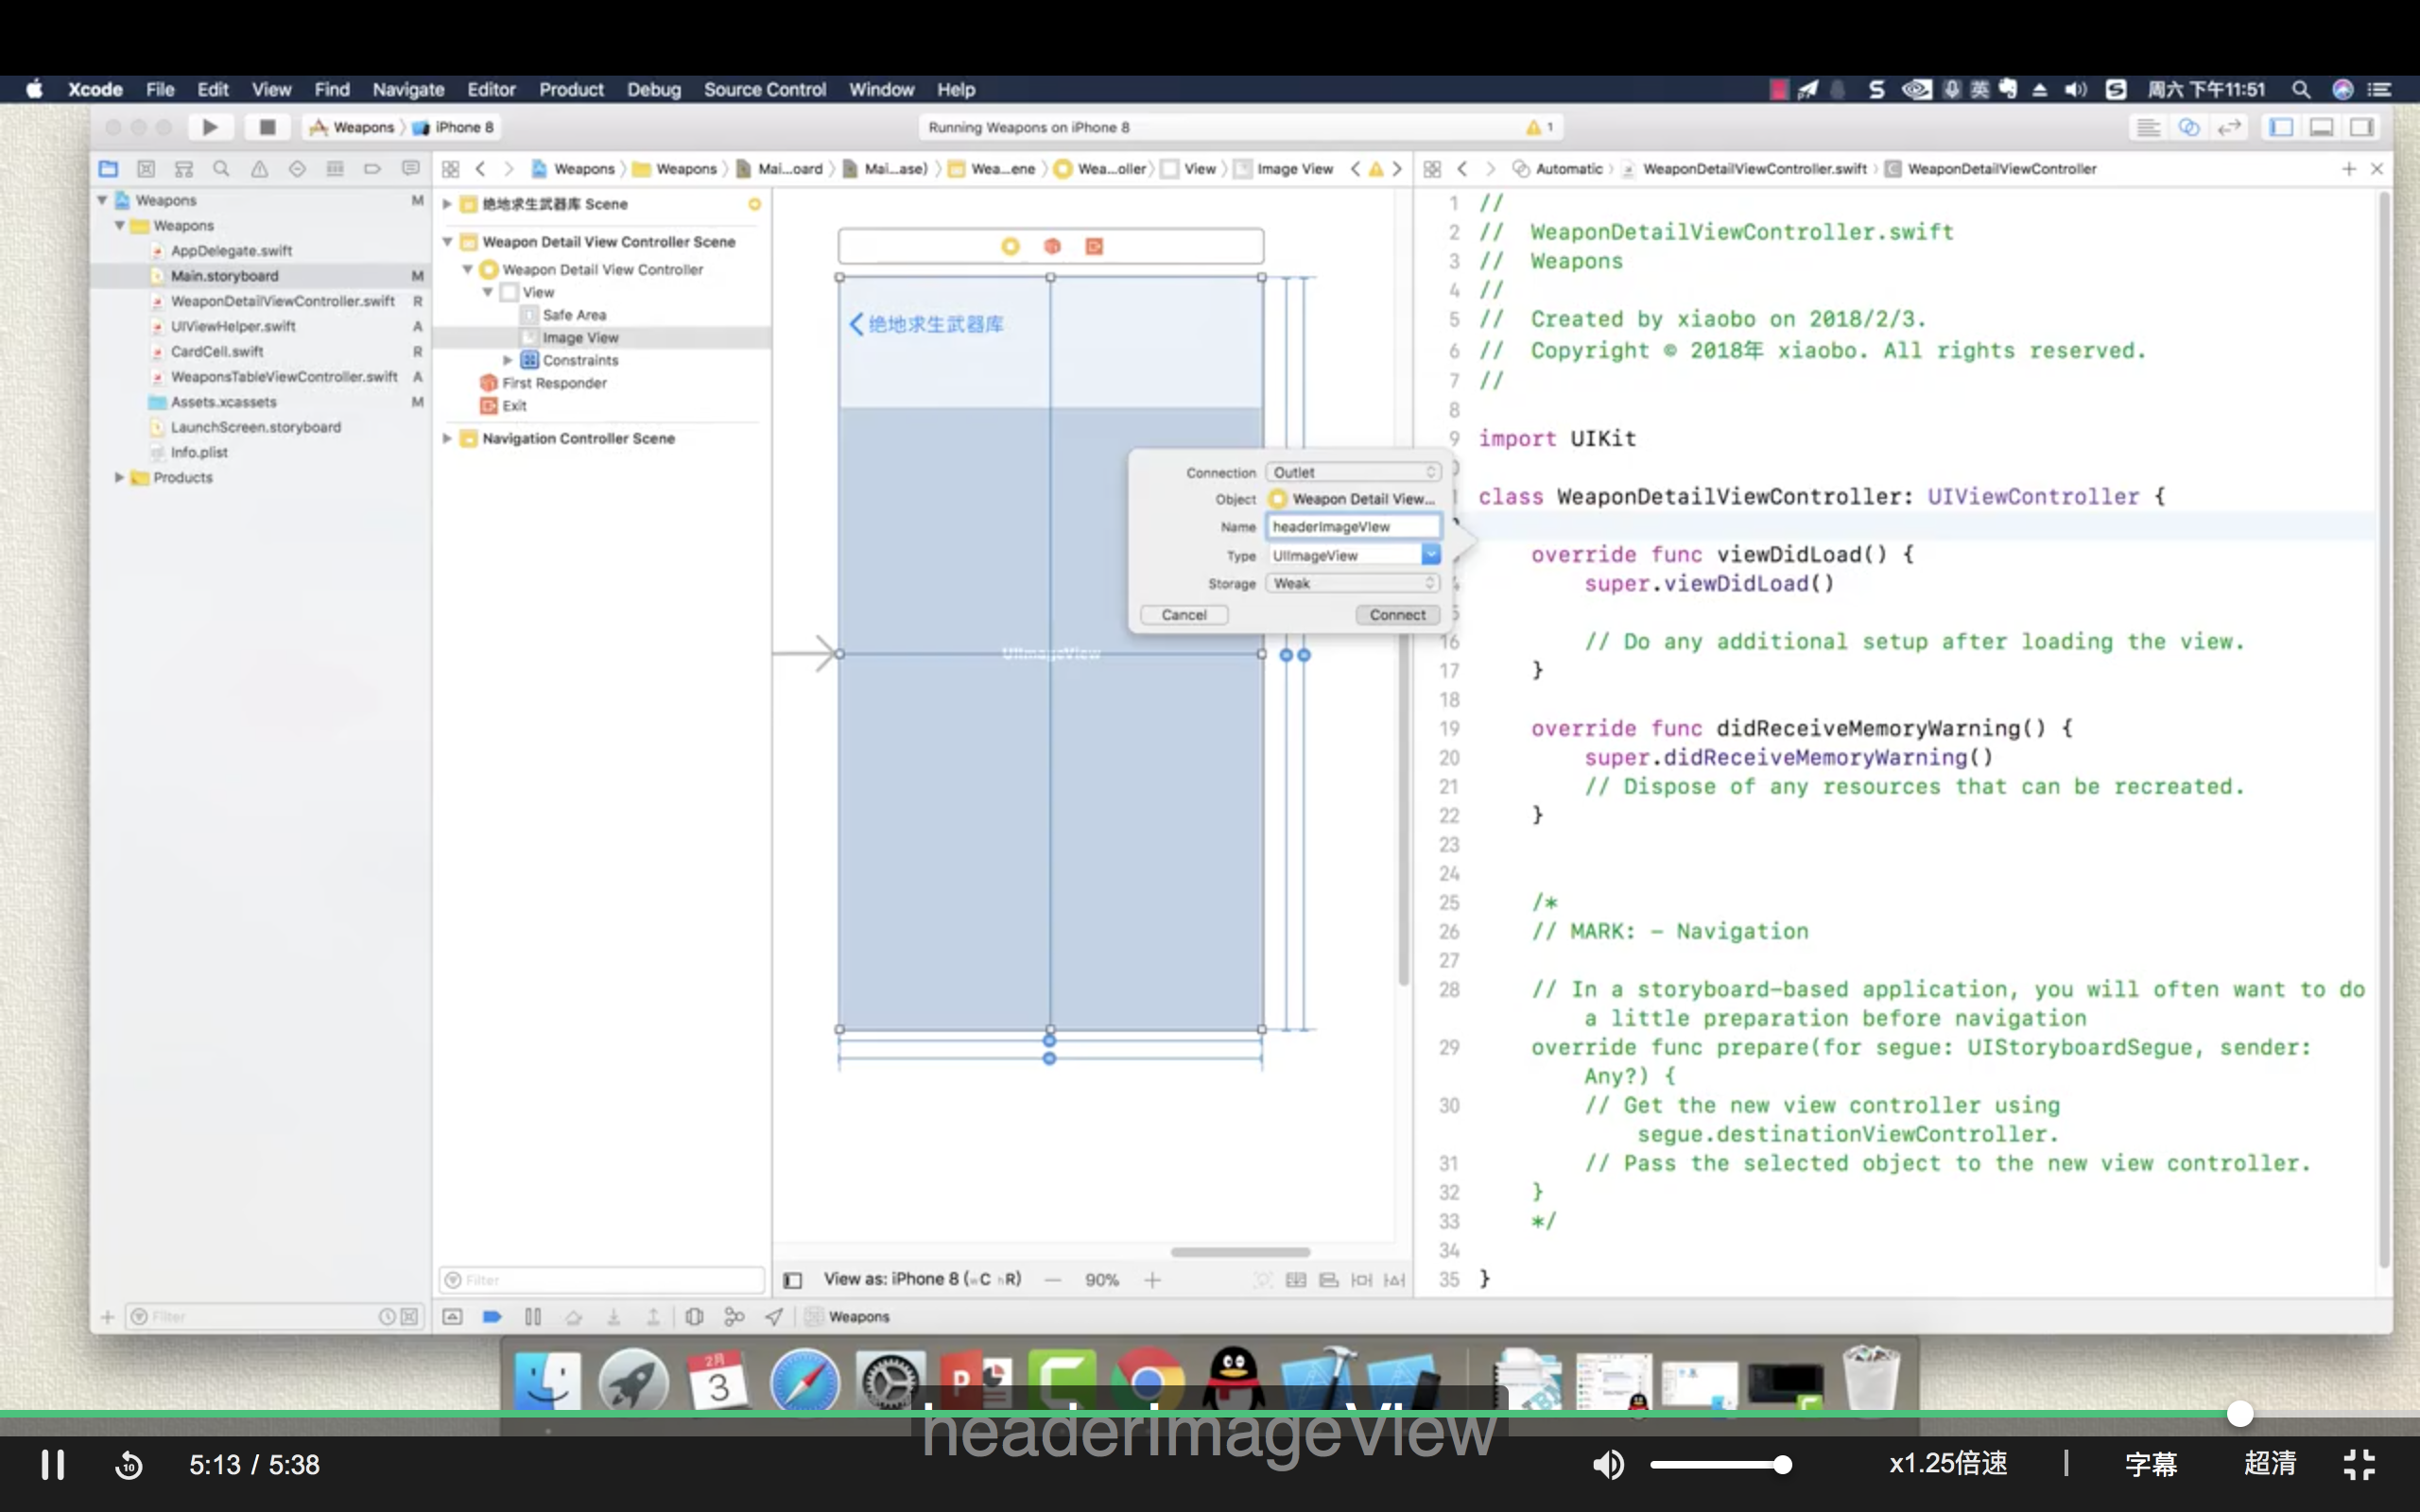 Xcode File Edit View Find Navigate Editor Product Debug Source Control Window Help 英 周六 下午11:51
Weapons iPhone 8
Running Weapons on iPhone 8
1
Weapons Weapons Mai...oard Mai...ase) Wea...ene Wea...oller View Image View
Automatic WeaponDetailViewController.swift WeaponDetailViewController
Weapons M
Weapons
AppDelegate.swift
Main.storyboard M
WeaponDetailViewController.swift R
UIViewHelper.swift A
CardCell.swift R
WeaponsTableViewController.swift A
Assets.xcassets M
LaunchScreen.storyboard
Info.plist
Products
Filter
绝地求生武器库 Scene
Weapon Detail View Controller Scene
Weapon Detail View Controller
View
Safe Area
Image View
Constraints
First Responder
Exit
Navigation Controller Scene
Filter
绝地求生武器库
UIImageView
Connection Outlet
Object Weapon Detail View...
Name headerImageVIew
Type UIImageView
Storage Weak
Cancel Connect
View as: iPhone 8 (wC hR) — 90% +
Weapons
1 //
2 // WeaponDetailViewController.swift
3 // Weapons
4 //
5 // Created by xiaobo on 2018/2/3.
6 // Copyright © 2018年 xiaobo. All rights reserved.
7 //
8
9 import UIKit
class WeaponDetailViewController: UIViewController {
override func viewDidLoad() {
super.viewDidLoad()
16 // Do any additional setup after loading the view.
17 }
18
19 override func didReceiveMemoryWarning() {
20 super.didReceiveMemoryWarning()
21 // Dispose of any resources that can be recreated.
22 }
23
24
25 /*
26 // MARK: - Navigation
27
28 // In a storyboard-based application, you will often want to do
a little preparation before navigation
29 override func prepare(for segue: UIStoryboardSegue, sender:
Any?) {
30 // Get the new view controller using
segue.destinationViewController.
31 // Pass the selected object to the new view controller.
32 }
33 */
34
35 }
2月
3
headerImageView
10 5:13 / 5:38
x1.25倍速 | 字幕 超清